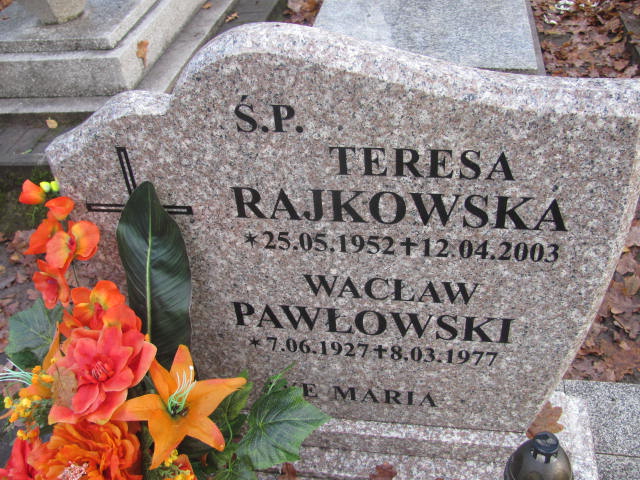 Ś.P.
TERESA
RAJKOWSKA
*25.05.1952 ✝ 12.04.2003
WACŁAW
PAWŁOWSKI
*7.06.1927 ✝ 8.03.1977
MARIA